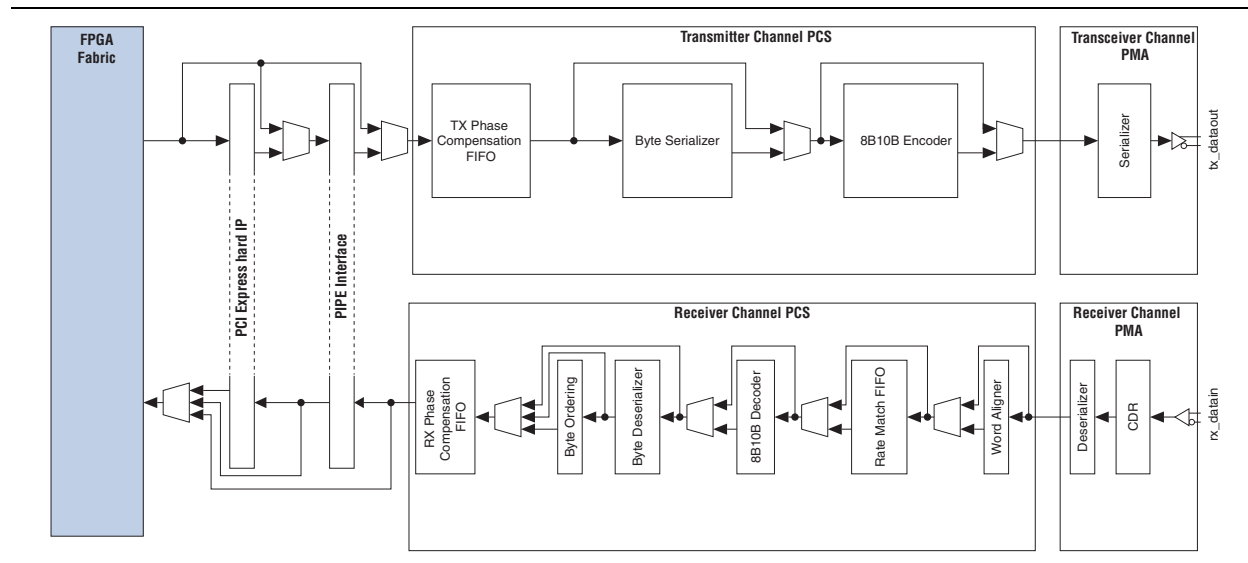 FPGA
Fabric
Transmitter Channel PCS
Transceiver Channel
PMA
TX Phase
Compensation
FIFO
Byte Serializer
8B10B Encoder
Serializer
tx_dataout
PCI Express hard IP
PIPE Interface
Receiver Channel PCS
Receiver Channel
PMA
RX Phase
Compensation
FIFO
Byte Ordering
Byte Deserializer
8B10B Decoder
Rate Match FIFO
Word Aligner
Deserializer
CDR
rx_datain